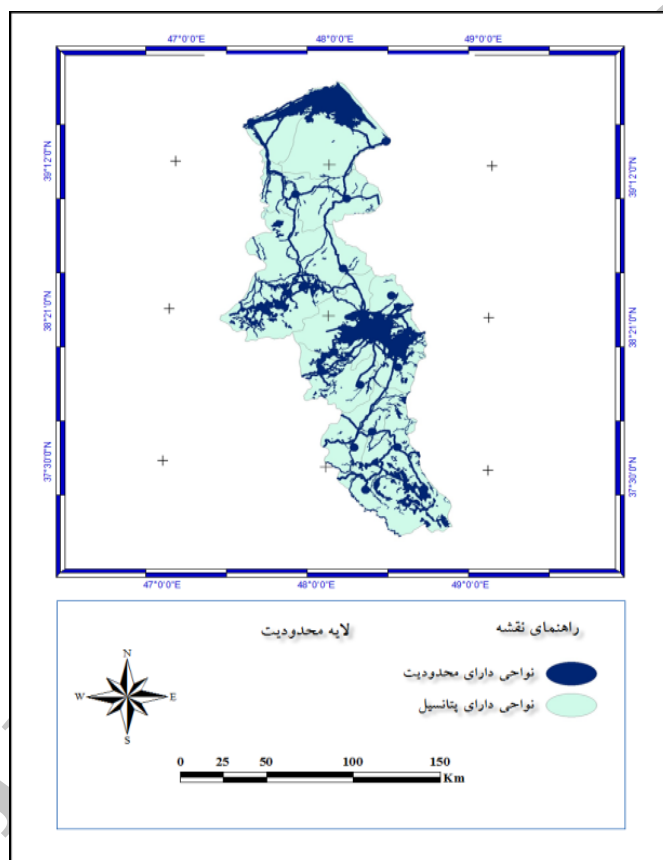 47°0'0"E 48°0'0"E 49°0'0"E
39°12'0"N 39°12'0"N
38°21'0"N 38°21'0"N
37°30'0"N 37°30'0"N
47°0'0"E 48°0'0"E 49°0'0"E
راهنمای نقشه لایه محدودیت
نواحی دارای محدودیت
نواحی دارای پتانسیل
N
W E
S
0 25 50 100 150
Km